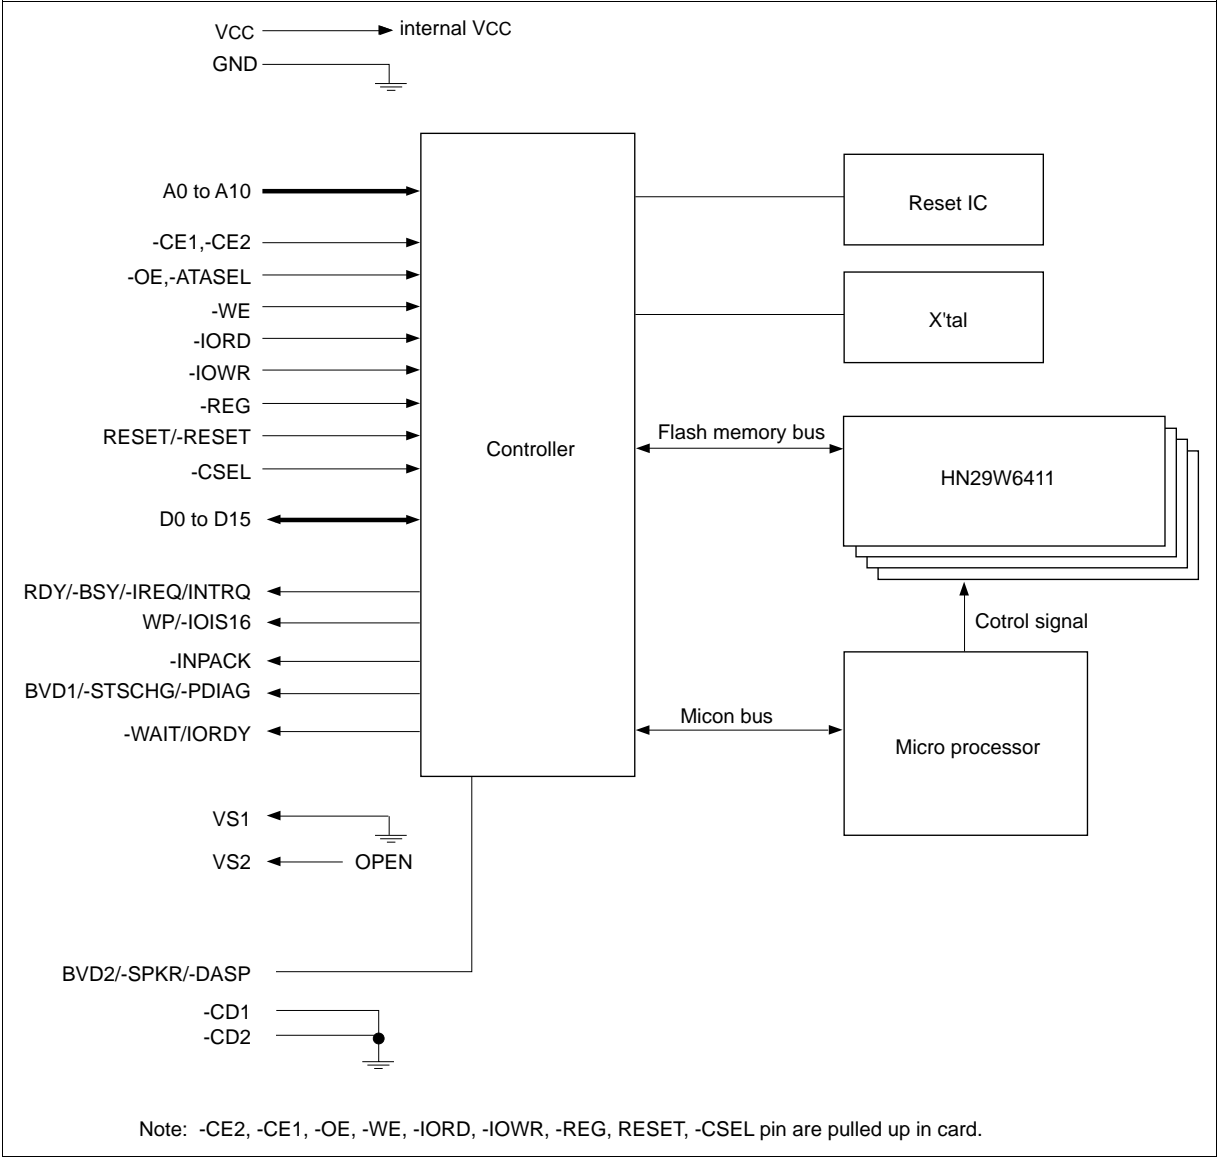 VCC
internal VCC
GND
A0 to A10
-CE1,-CE2
-OE,-ATASEL
-WE
-IORD
-IOWR
-REG
RESET/-RESET
-CSEL
D0 to D15
RDY/-BSY/-IREQ/INTRQ
WP/-IOIS16
-INPACK
BVD1/-STSCHG/-PDIAG
-WAIT/IORDY
VS1
VS2
OPEN
BVD2/-SPKR/-DASP
-CD1
-CD2
Controller
Reset IC
X'tal
Flash memory bus
HN29W6411
Cotrol signal
Micon bus
Micro processor
Note: -CE2, -CE1, -OE, -WE, -IORD, -IOWR, -REG, RESET, -CSEL pin are pulled up in card.